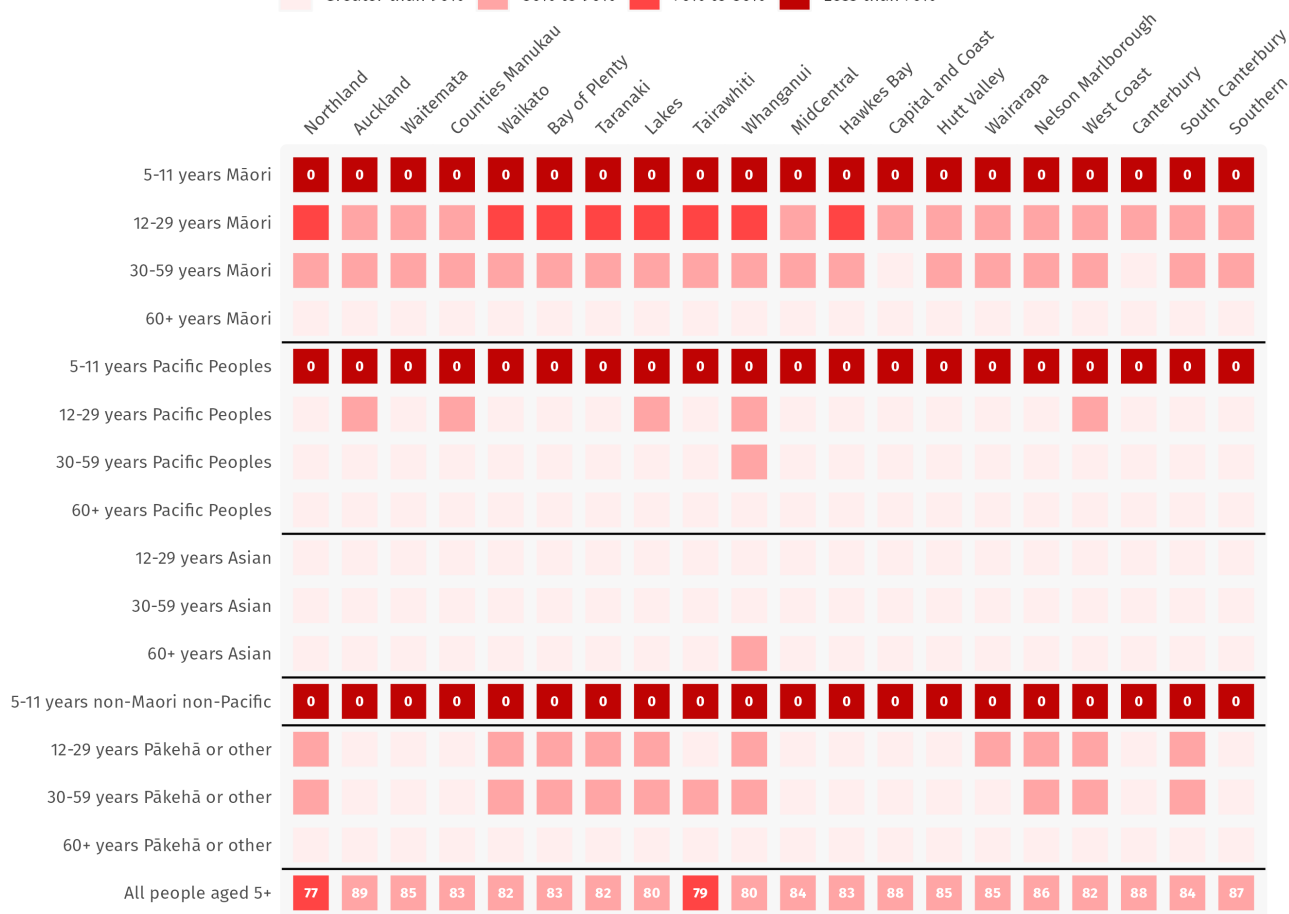 Northland
Auckland
Waitemata
Counties Manukau
Waikato
Bay of Plenty
Taranaki
Lakes
Tairawhiti
Whanganui
MidCentral
Hawkes Bay
Capital and Coast
Hutt Valley
Wairarapa
Nelson Marlborough
West Coast
Canterbury
South Canterbury
Southern
5-11 years Māori 0 0 0 0 0 0 0 0 0 0 0 0 0 0 0 0 0 0 0 0
12-29 years Māori
30-59 years Māori
60+ years Māori
5-11 years Pacific Peoples 0 0 0 0 0 0 0 0 0 0 0 0 0 0 0 0 0 0 0 0
12-29 years Pacific Peoples
30-59 years Pacific Peoples
60+ years Pacific Peoples
12-29 years Asian
30-59 years Asian
60+ years Asian
5-11 years non-Maori non-Pacific 0 0 0 0 0 0 0 0 0 0 0 0 0 0 0 0 0 0 0 0
12-29 years Pākehā or other
30-59 years Pākehā or other
60+ years Pākehā or other
All people aged 5+ 77 89 85 83 82 83 82 80 79 80 84 83 88 85 85 86 82 88 84 87